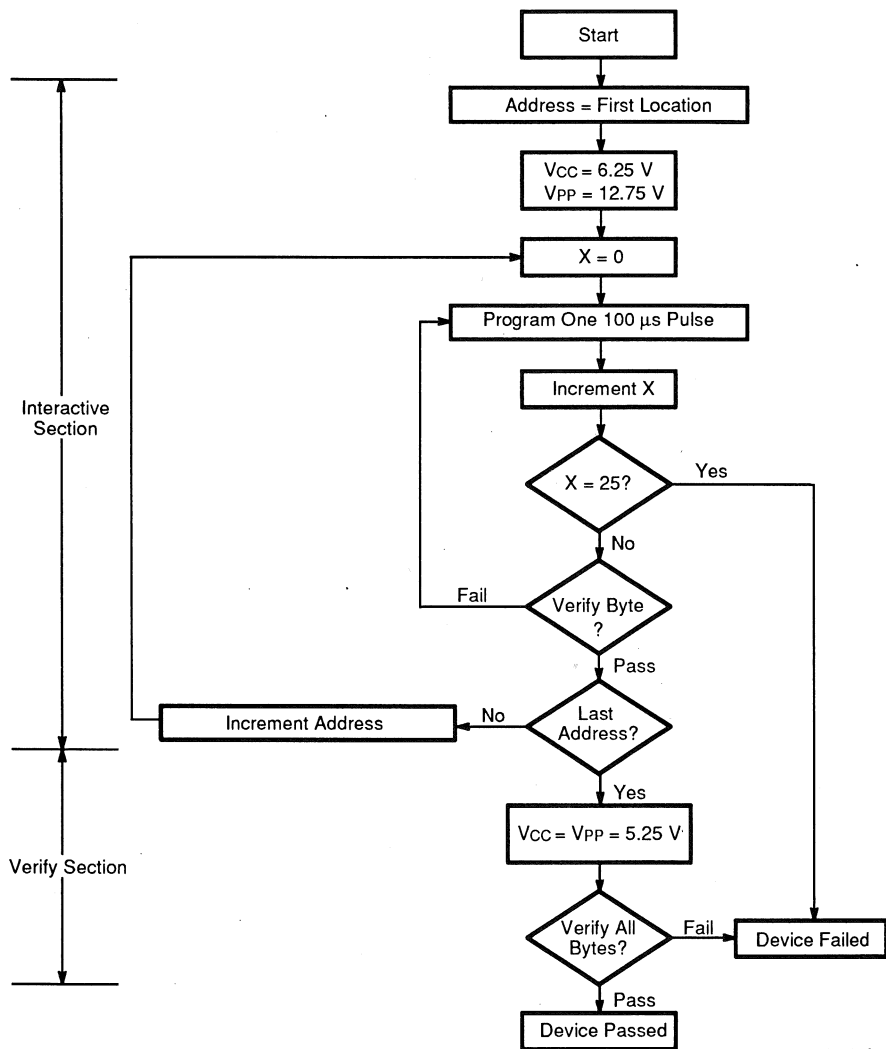 Start
Address = First Location
VCC = 6.25 V
VPP = 12.75 V
X = 0
Program One 100 µs Pulse
Increment X
Interactive
Section
X = 25?
Yes
No
Fail
Verify Byte
?
Pass
Increment Address
No
Last
Address?
Yes
VCC = VPP = 5.25 V
Verify Section
Verify All
Bytes?
Fail
Device Failed
Pass
Device Passed